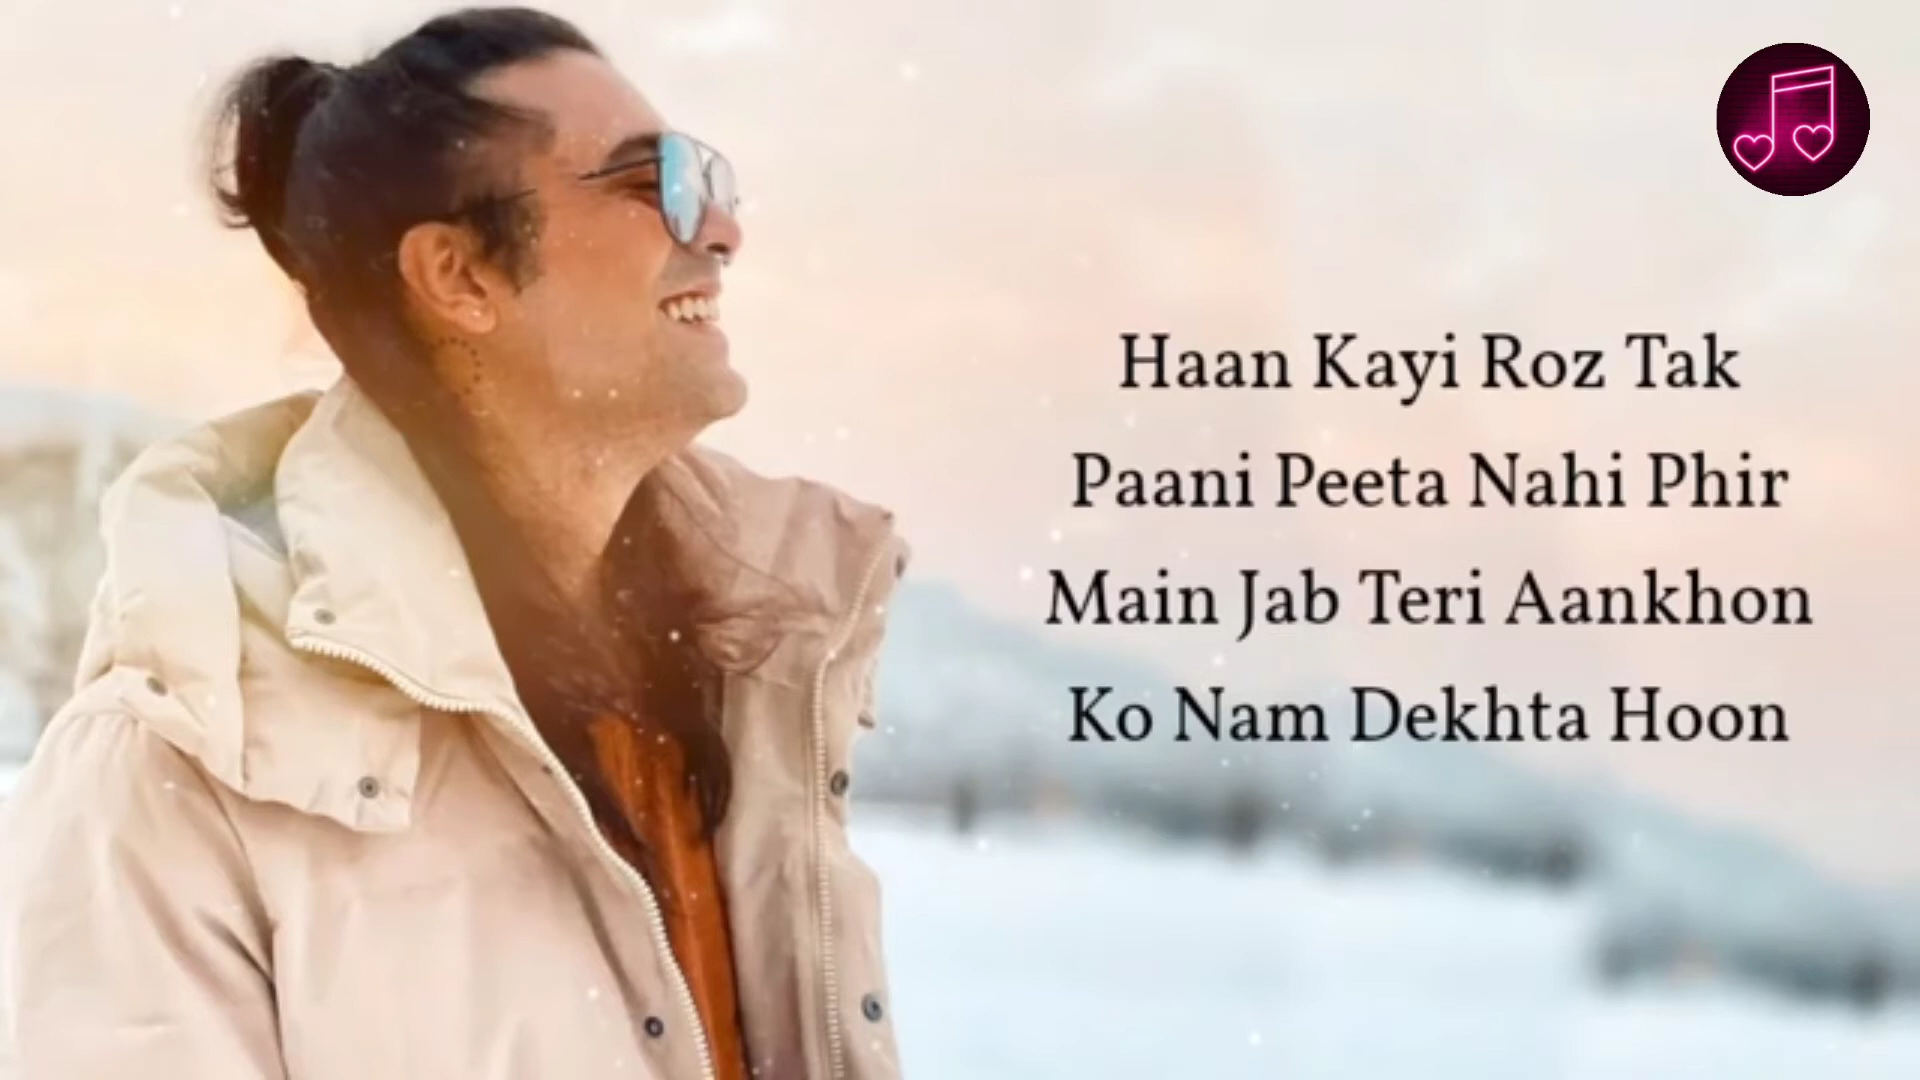 Haan Kayi Roz Tak
Paani Peeta Nahi Phir
Main Jab Teri Aankhon
Ko Nam Dekhta Hoon